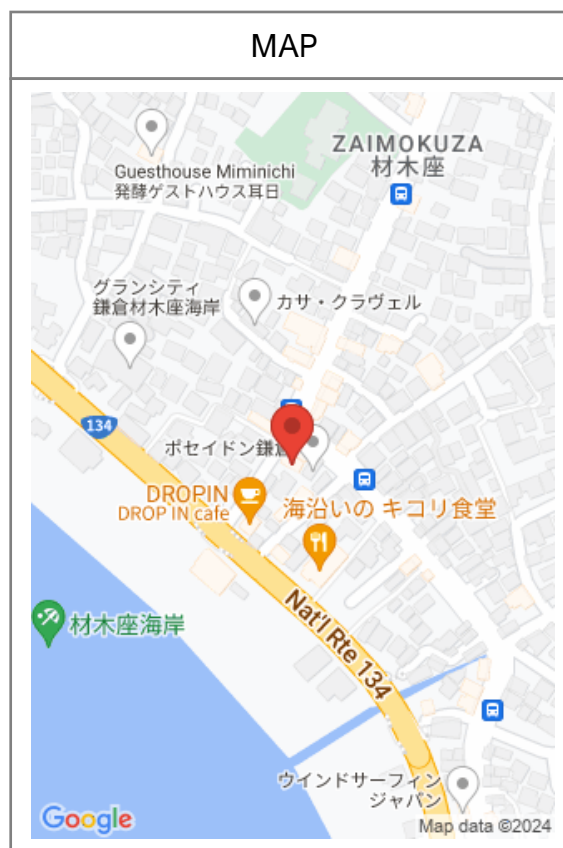 MAP
ZAIMOKUZA
材木座
Guesthouse Miminichi
発酵ゲストハウス耳日
グランシティ
鎌倉材木座海岸
カサ・クラヴェル
134
ポセイドン鎌倉
DROPIN
DROP IN cafe
海沿いの キコリ食堂
材木座海岸
Nat'l Rte 134
ウインドサーフィン
ジャパン
Google
Map data ©2024